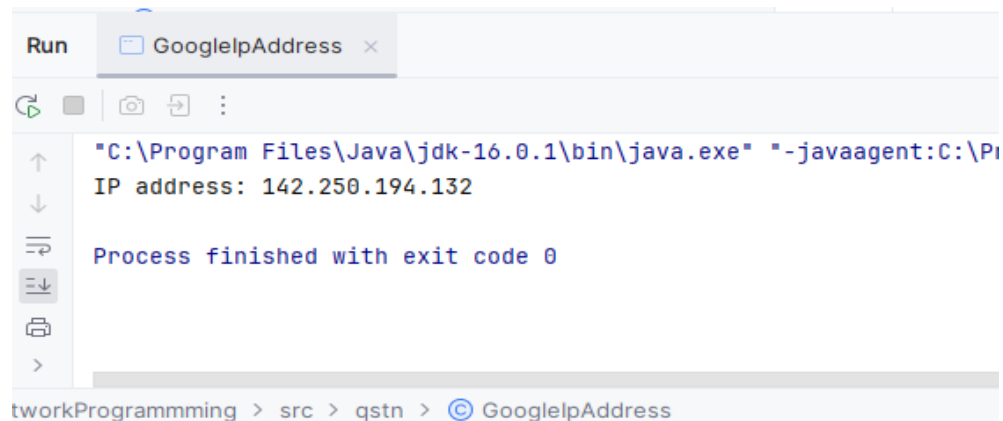 Run GoogleIpAddress ×
"C:\Program Files\Java\jdk-16.0.1\bin\java.exe" "-javaagent:C:\Pr
IP address: 142.250.194.132
Process finished with exit code 0
tworkProgrammming > src > qstn > © GoogleIpAddress